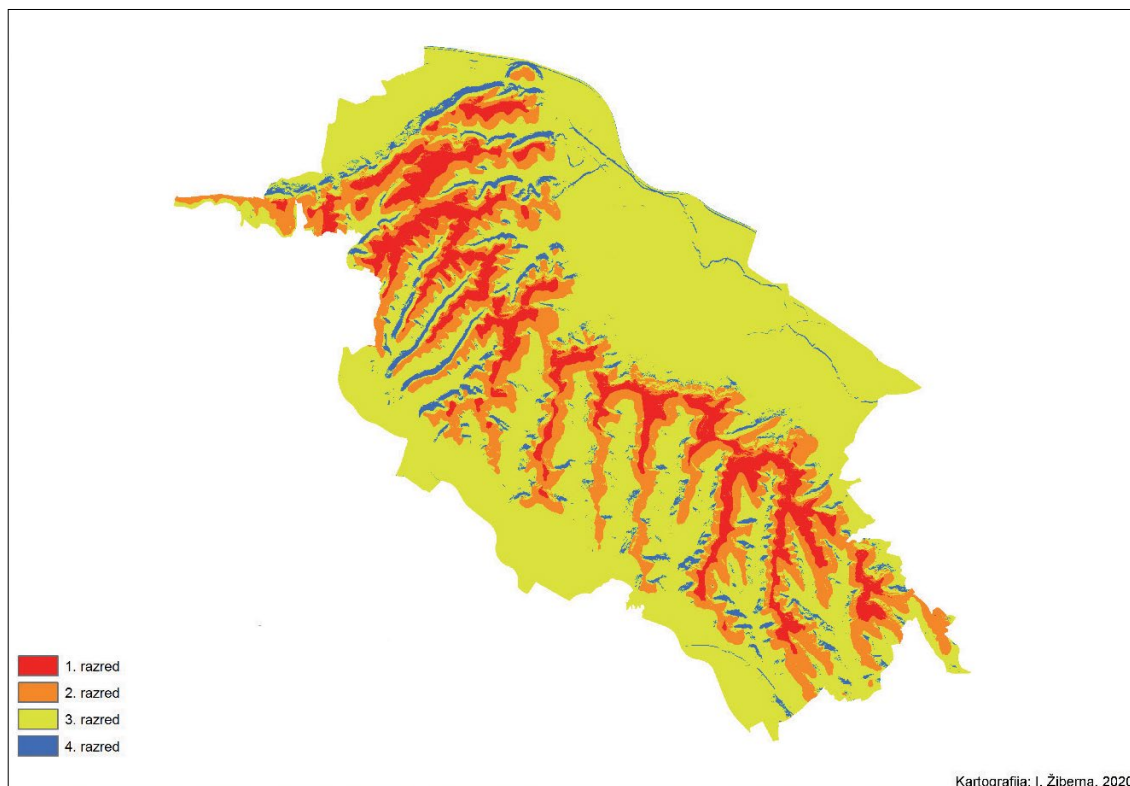 1. razred
2. razred
3. razred
4. razred
Kartografija: I. Žiberna, 2020